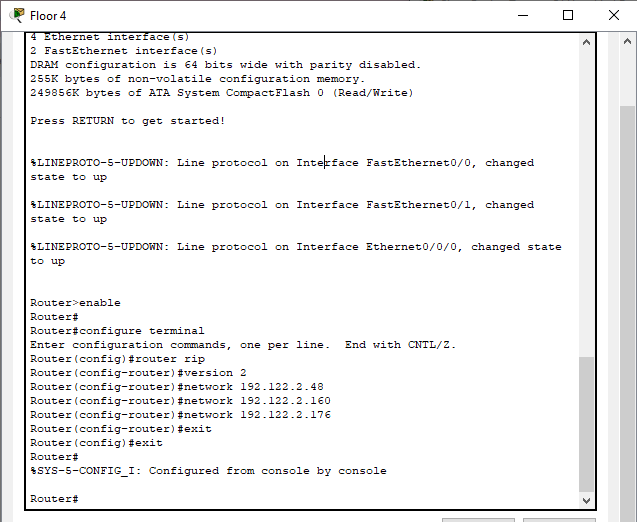 Floor 4
4 Ethernet interface(s)
2 FastEthernet interface(s)
DRAM configuration is 64 bits wide with parity disabled.
255K bytes of non-volatile configuration memory.
249856K bytes of ATA System CompactFlash 0 (Read/Write)
Press RETURN to get started!
%LINEPROTO-5-UPDOWN: Line protocol on Interface FastEthernet0/0, changed
state to up
%LINEPROTO-5-UPDOWN: Line protocol on Interface FastEthernet0/1, changed
state to up
%LINEPROTO-5-UPDOWN: Line protocol on Interface Ethernet0/0/0, changed state
to up
Router>enable
Router#
Router#configure terminal
Enter configuration commands, one per line.  End with CNTL/Z.
Router(config)#router rip
Router(config-router)#version 2
Router(config-router)#network 192.122.2.48
Router(config-router)#network 192.122.2.160
Router(config-router)#network 192.122.2.176
Router(config-router)#exit
Router(config)#exit
Router#
%SYS-5-CONFIG_I: Configured from console by console
Router#